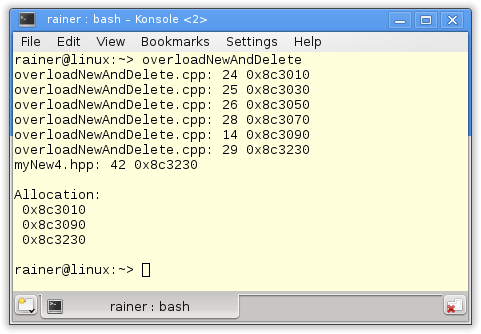 rainer : bash – Konsole <2>
File Edit View Bookmarks Settings Help
rainer@linux:~> overloadNewAndDelete
overloadNewAndDelete.cpp: 24 0x8c3010
overloadNewAndDelete.cpp: 25 0x8c3030
overloadNewAndDelete.cpp: 26 0x8c3050
overloadNewAndDelete.cpp: 28 0x8c3070
overloadNewAndDelete.cpp: 14 0x8c3090
overloadNewAndDelete.cpp: 29 0x8c3230
myNew4.hpp: 42 0x8c3230
Allocation:
0x8c3010
0x8c3090
0x8c3230
rainer@linux:~>
rainer : bash